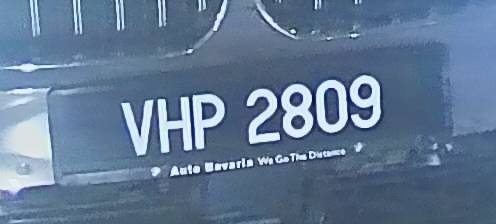 VHP 2809
Auto Bavaria We Go The Distance